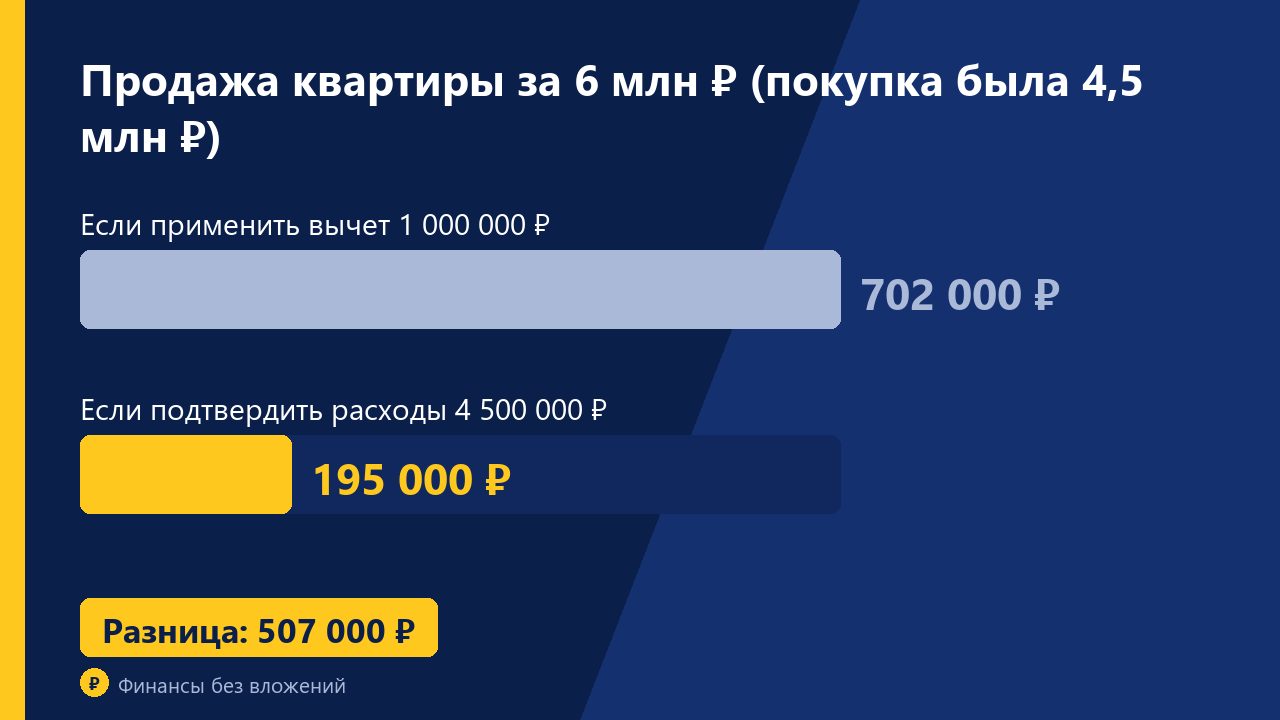 Продажа квартиры за 6 млн ₽ (покупка была 4,5
млн ₽)
Если применить вычет 1 000 000 ₽
702 000 ₽
Если подтвердить расходы 4 500 000 ₽
195 000 ₽
Разница: 507 000 ₽
₽ Финансы без вложений